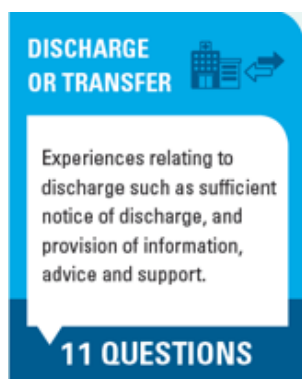 DISCHARGE
OR TRANSFER
Experiences relating to
discharge such as sufficient
notice of discharge, and
provision of information,
advice and support.
11 QUESTIONS